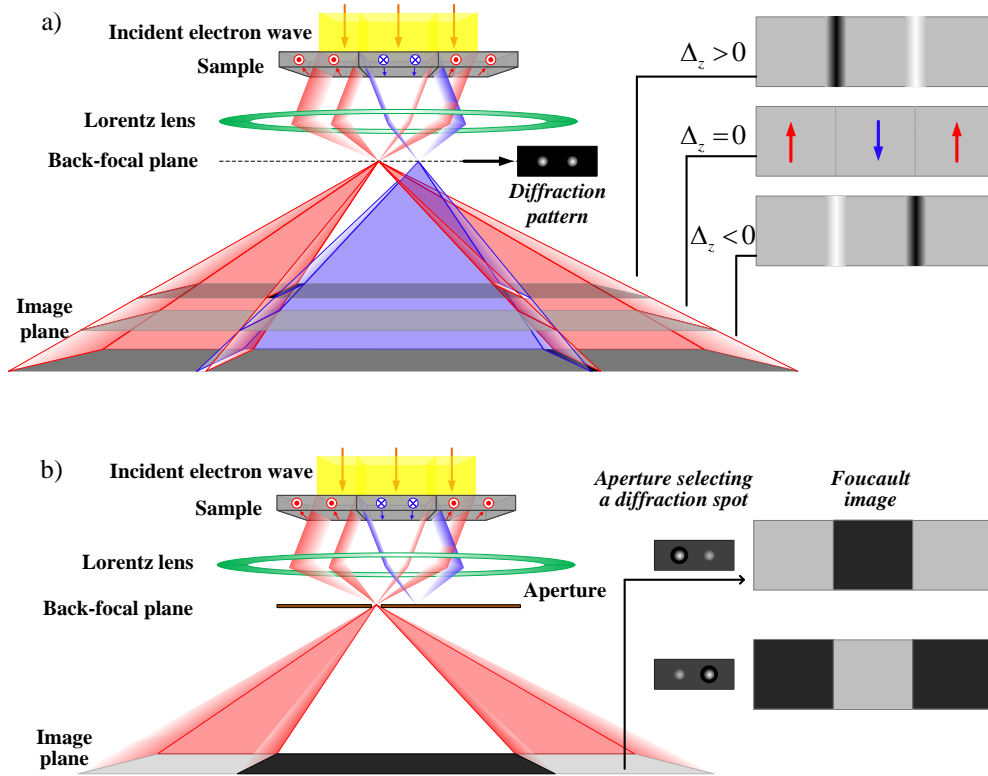 a)
Incident electron wave
Sample
Lorentz lens
Back-focal plane
Diffraction
pattern
Image
plane
Δz > 0
Δz = 0
Δz < 0
b)
Incident electron wave
Sample
Lorentz lens
Back-focal plane
Aperture
Image
plane
Aperture selecting
a diffraction spot
Foucault
image